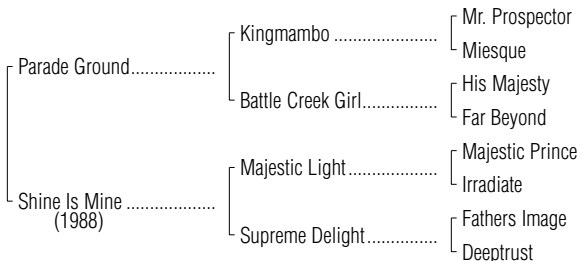 Mr. Prospector
Kingmambo ..................
Miesque
Parade Ground..................
His Majesty
Battle Creek Girl................
Far Beyond
Majestic Prince
Majestic Light.....................
Irradiate
Shine Is Mine ...................
(1988)
Fathers Image
Supreme Delight................
Deeptrust